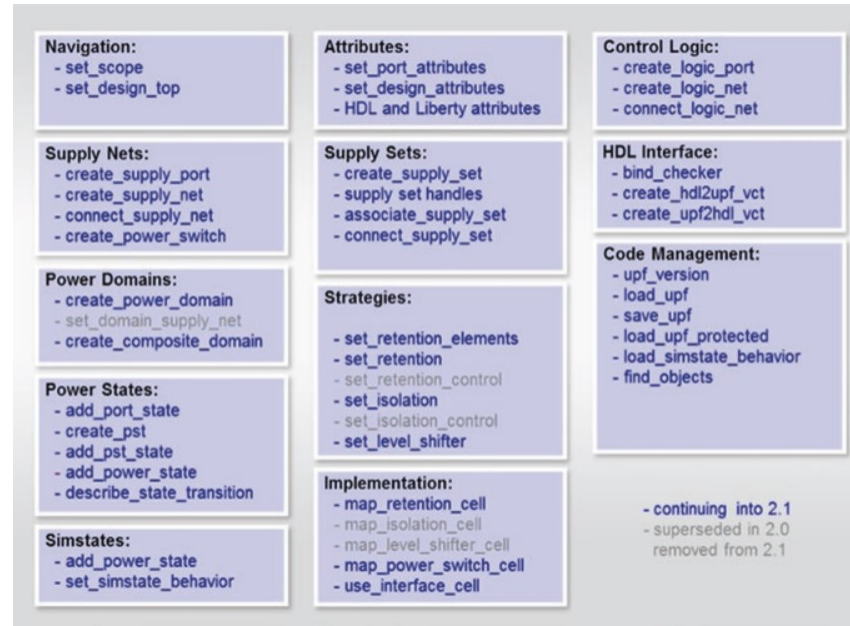 Navigation:
- set_scope
- set_design_top
Supply Nets:
- create_supply_port
- create_supply_net
- connect_supply_net
- create_power_switch
Power Domains:
- create_power_domain
- set_domain_supply_net
- create_composite_domain
Power States:
- add_port_state
- create_pst
- add_pst_state
- add_power_state
- describe_state_transition
Simstates:
- add_power_state
- set_simstate_behavior
Attributes:
- set_port_attributes
- set_design_attributes
- HDL and Liberty attributes
Supply Sets:
- create_supply_set
- supply set handles
- associate_supply_set
- connect_supply_set
Strategies:
- set_retention_elements
- set_retention
- set_retention_control
- set_isolation
- set_isolation_control
- set_level_shifter
Implementation:
- map_retention_cell
- map_isolation_cell
- map_level_shifter_cell
- map_power_switch_cell
- use_interface_cell
Control Logic:
- create_logic_port
- create_logic_net
- connect_logic_net
HDL Interface:
- bind_checker
- create_hdl2upf_vct
- create_upf2hdl_vct
Code Management:
- upf_version
- load_upf
- save_upf
- load_upf_protected
- load_simstate_behavior
- find_objects
- continuing into 2.1
- superseded in 2.0
removed from 2.1